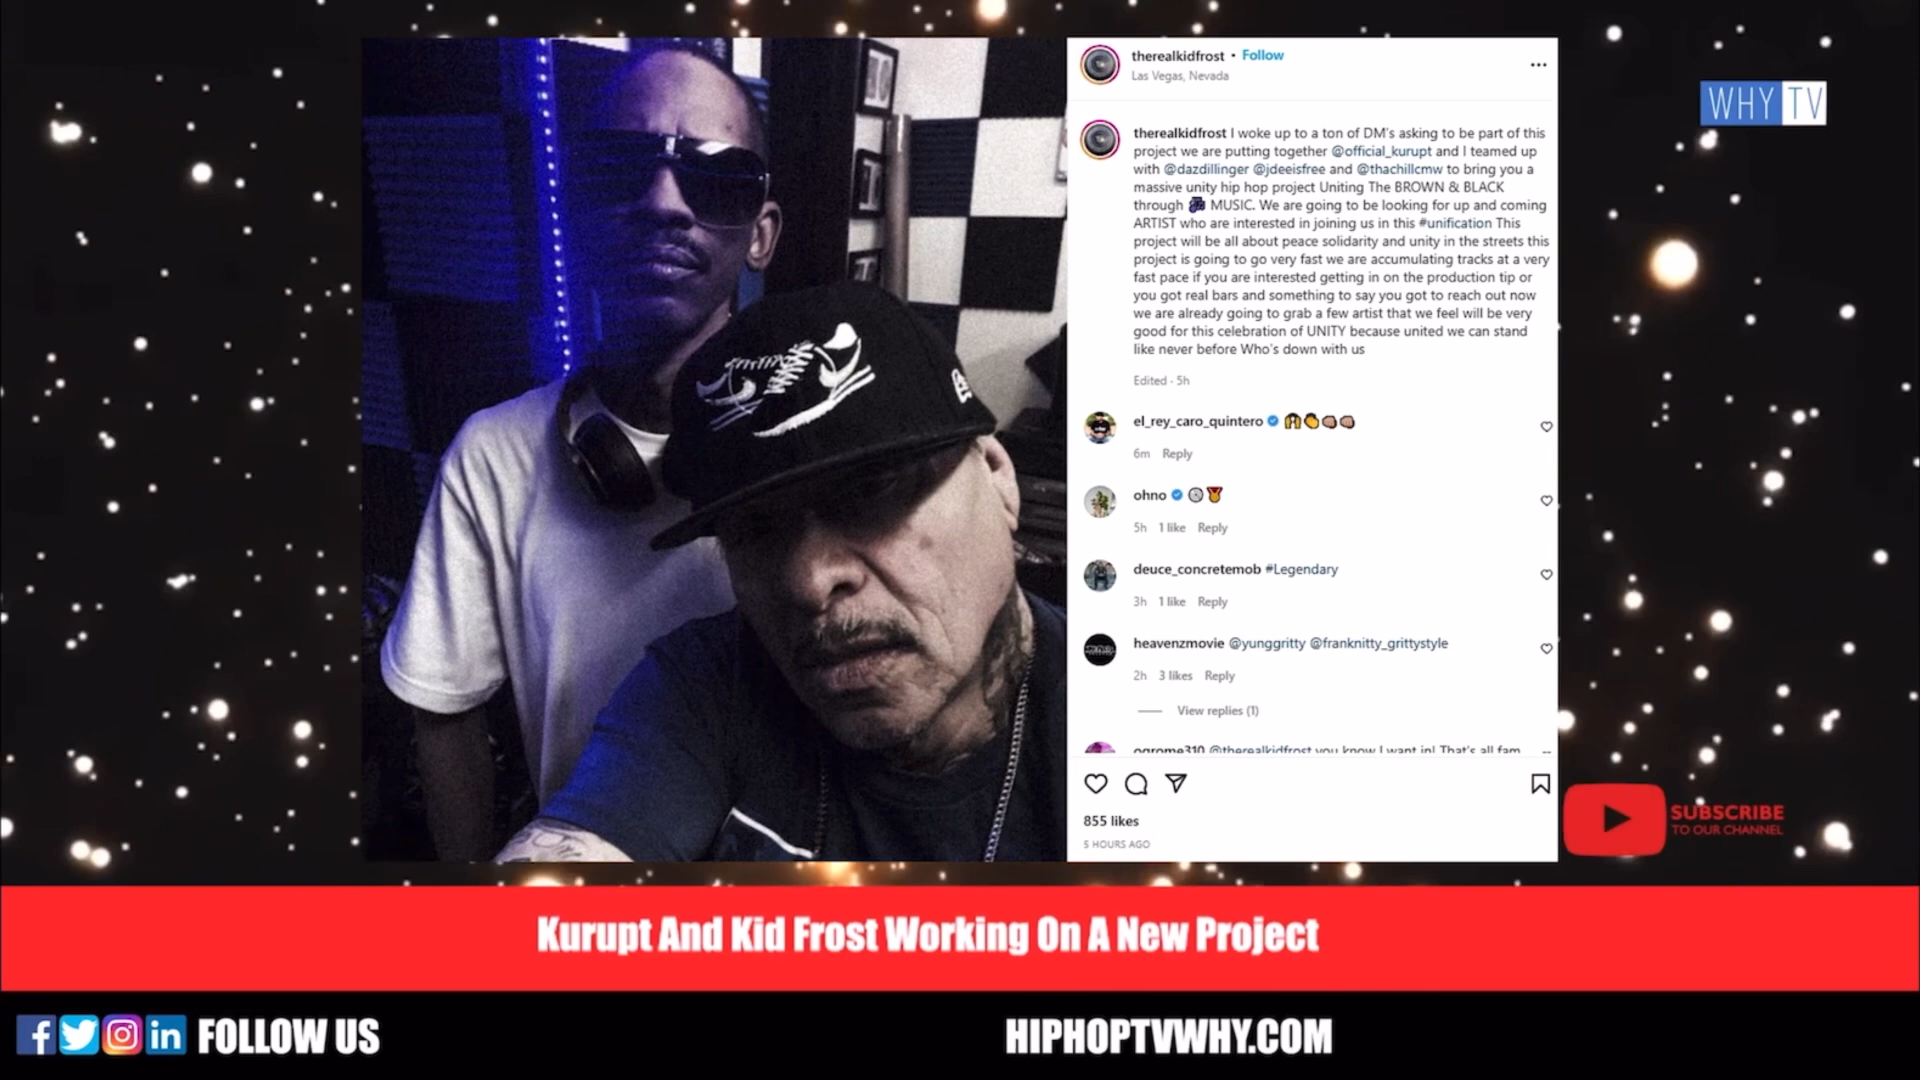 therealkidfrost • Follow
Las Vegas, Nevada
WHY TV
therealkidfrost I woke up to a ton of DM's asking to be part of this
project we are putting together @official_kurupt and I teamed up
with @dazdillinger @jdeeisfree and @thachillcmw to bring you a
massive unity hip hop project Uniting The BROWN & BLACK
through 🎶 MUSIC. We are going to be looking for up and coming
ARTIST who are interested in joining us in this #unification This
project will be all about peace solidarity and unity in the streets this
project is going to go very fast we are accumulating tracks at a very
fast pace if you are interested getting in on the production tip or
you got real bars and something to say you got to reach out now
we are already going to grab a few artist that we feel will be very
good for this celebration of UNITY because united we can stand
like never before Who's down with us
Edited · 5h
el_rey_caro_quintero
6m Reply
ohno
5h 1 like Reply
deuce_concretemob #Legendary
3h 1 like Reply
heavenzmovie @yunggritty @franknitty_grittystyle
2h 3 likes Reply
View replies (1)
ogrome310 @therealkidfrost you know I want in! That's all fam
855 likes
5 HOURS AGO
SUBSCRIBE
TO OUR CHANNEL
Kurupt And Kid Frost Working On A New Project
FOLLOW US
HIPHOPTVWHY.COM